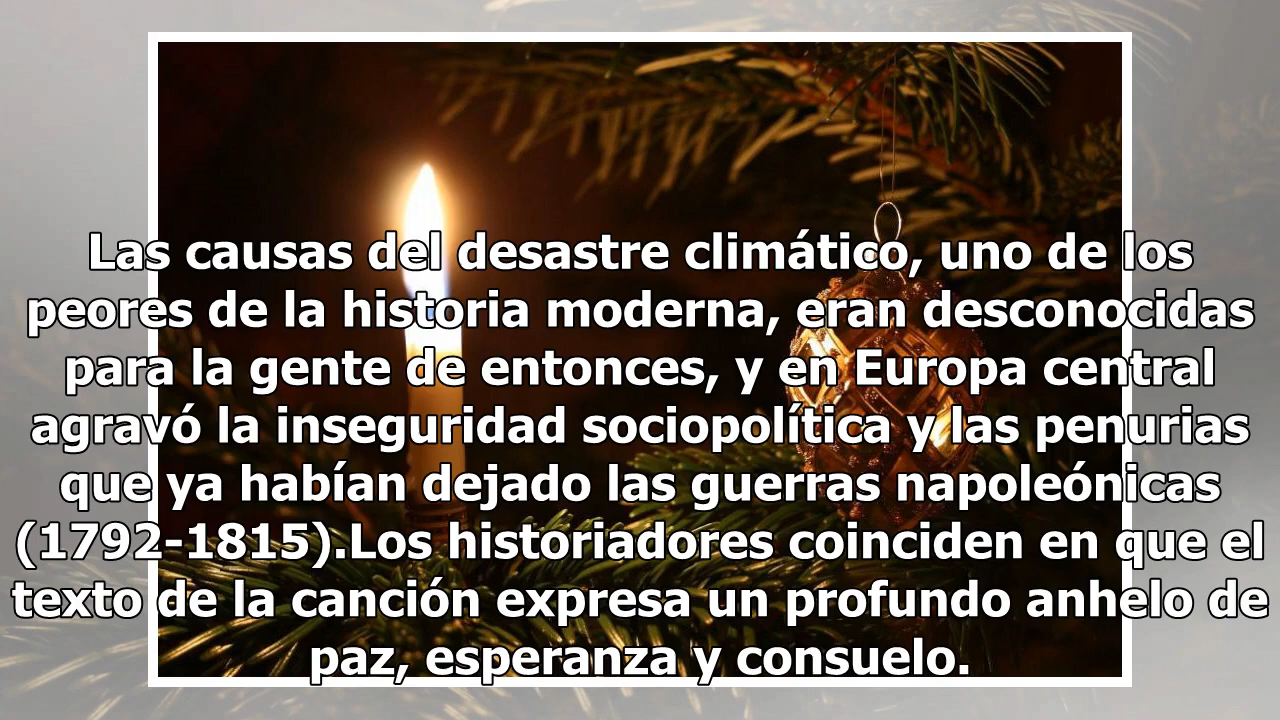 Las causas del desastre climático, uno de los
peores de la historia moderna, eran desconocidas
para la gente de entonces, y en Europa central
agravó la inseguridad sociopolítica y las penurias
que ya habían dejado las guerras napoleónicas
(1792-1815).Los historiadores coinciden en que el
texto de la canción expresa un profundo anhelo de
paz, esperanza y consuelo.